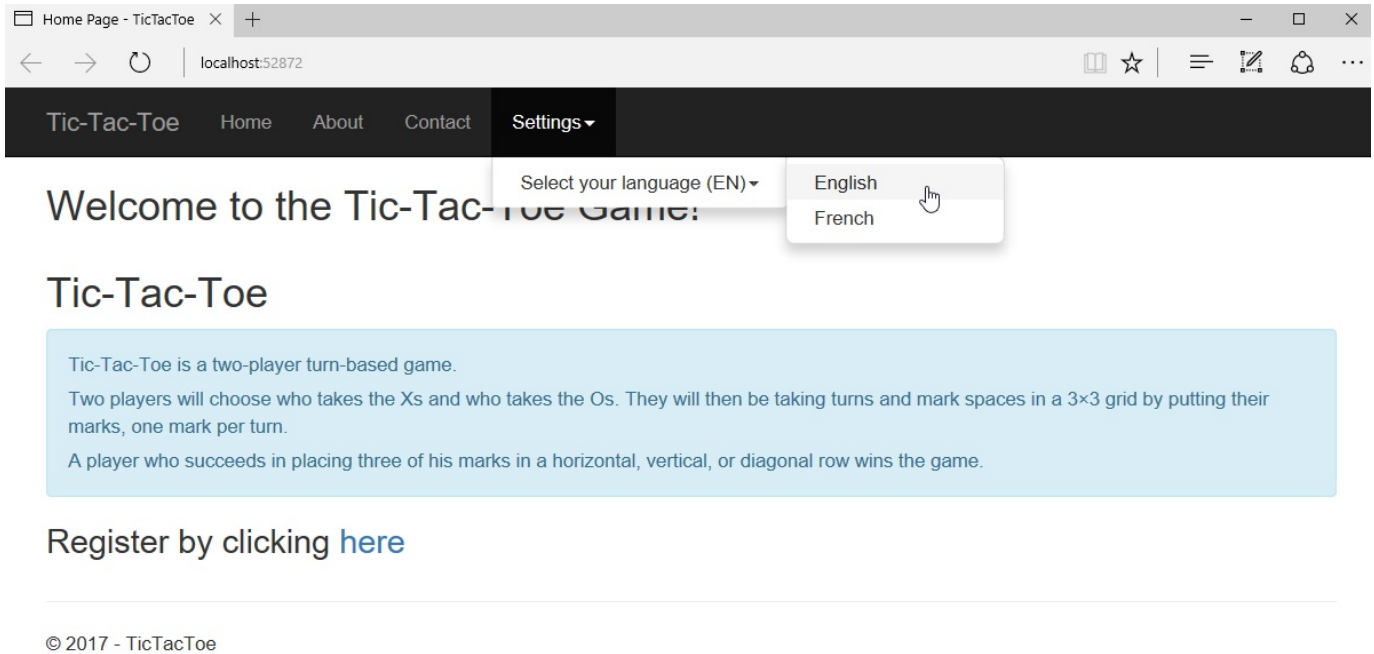 Home Page - TicTacToe
localhost:52872
Tic-Tac-Toe Home About Contact Settings
Select your language (EN) English
French
Welcome to the Tic-Tac-Toe Game!
Tic-Tac-Toe
Tic-Tac-Toe is a two-player turn-based game.
Two players will choose who takes the Xs and who takes the Os. They will then be taking turns and mark spaces in a 3×3 grid by putting their
marks, one mark per turn.
A player who succeeds in placing three of his marks in a horizontal, vertical, or diagonal row wins the game.
Register by clicking here
© 2017 - TicTacToe